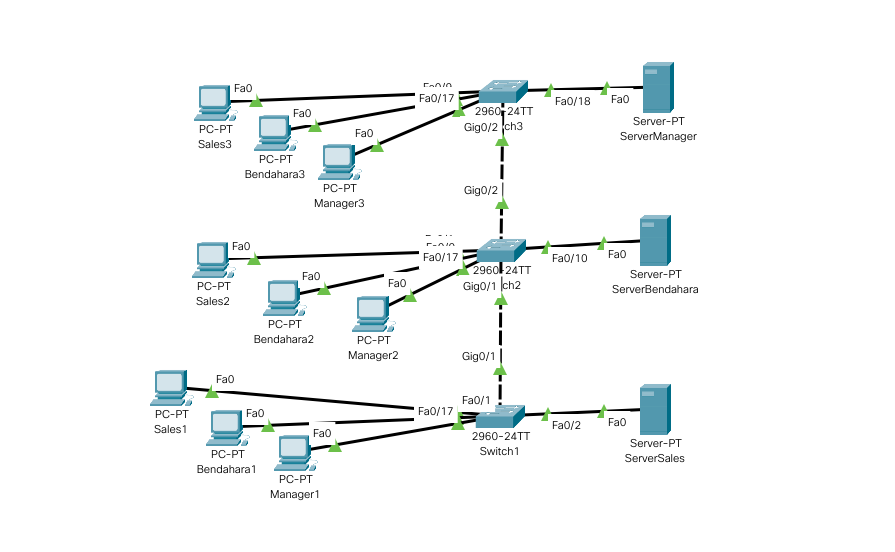 Fa0
Fa0/17
Fa0
Fa0
PC-PT
Sales3
PC-PT
Bendahara3
PC-PT
Manager3
2960-24TT
Gig0/2
ch3
Fa0/18
Fa0
Server-PT
ServerManager
Gig0/2
Fa0
Fa0/17
Fa0
Fa0
PC-PT
Sales2
PC-PT
Bendahara2
PC-PT
Manager2
2960-24TT
Gig0/1
ch2
Fa0/10
Fa0
Server-PT
ServerBendahara
Gig0/1
Fa0
Fa0/1
Fa0/17
Fa0
Fa0
PC-PT
Sales1
PC-PT
Bendahara1
PC-PT
Manager1
2960-24TT
Switch1
Fa0/2
Fa0
Server-PT
ServerSales